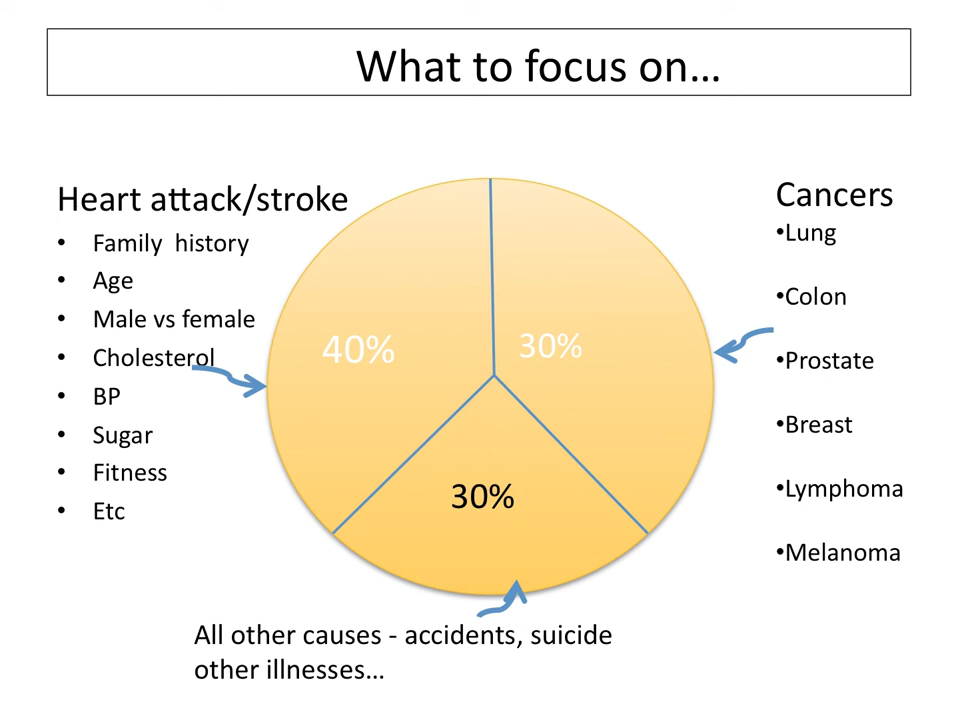 What to focus on...
Heart attack/stroke
• Family history
• Age
• Male vs female
• Cholesterol
• BP
• Sugar
• Fitness
• Etc
40%
30%
30%
Cancers
•Lung
•Colon
•Prostate
•Breast
•Lymphoma
•Melanoma
All other causes - accidents, suicide
other illnesses...